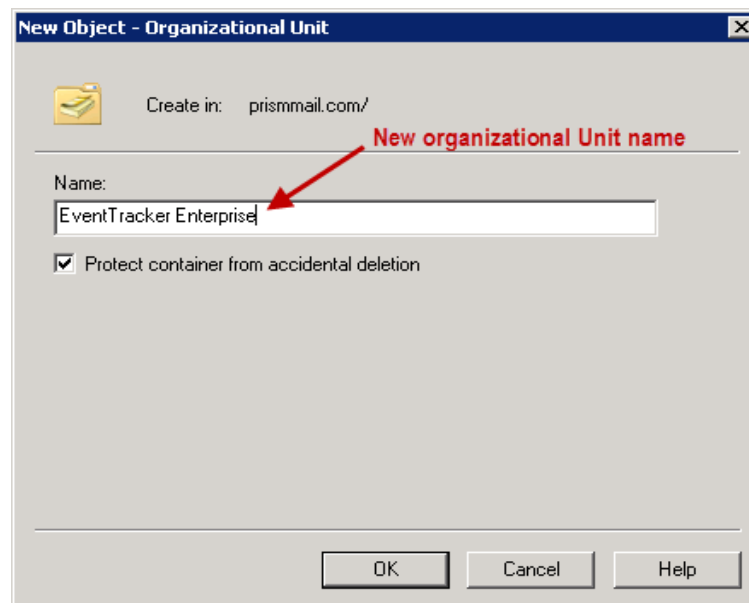 New Object - Organizational Unit
Create in: prismmail.com/
New organizational Unit name
Name:
EventTracker Enterprise
Protect container from accidental deletion
OK Cancel Help